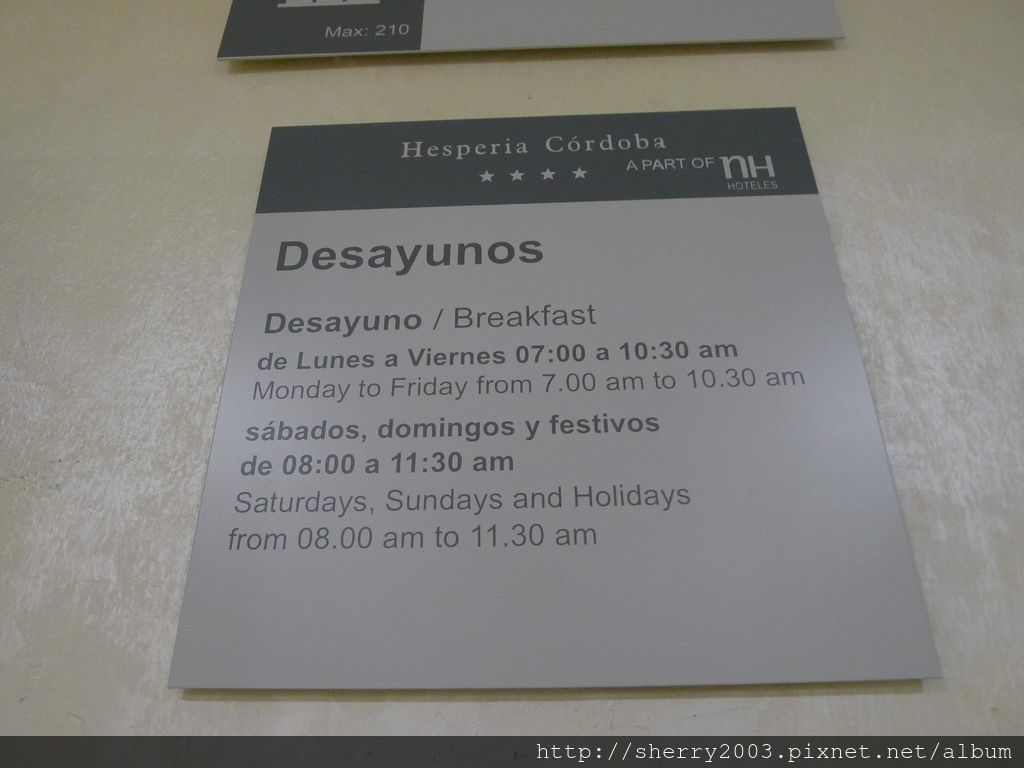 Max: 210
Hesperia Córdoba
A PART OF nH
HOTELES
Desayunos
Desayuno / Breakfast
de Lunes a Viernes 07:00 a 10:30 am
Monday to Friday from 7.00 am to 10.30 am
sábados, domingos y festivos
de 08:00 a 11:30 am
Saturdays, Sundays and Holidays
from 08.00 am to 11.30 am
http://sherry2003.pixnet.net/album